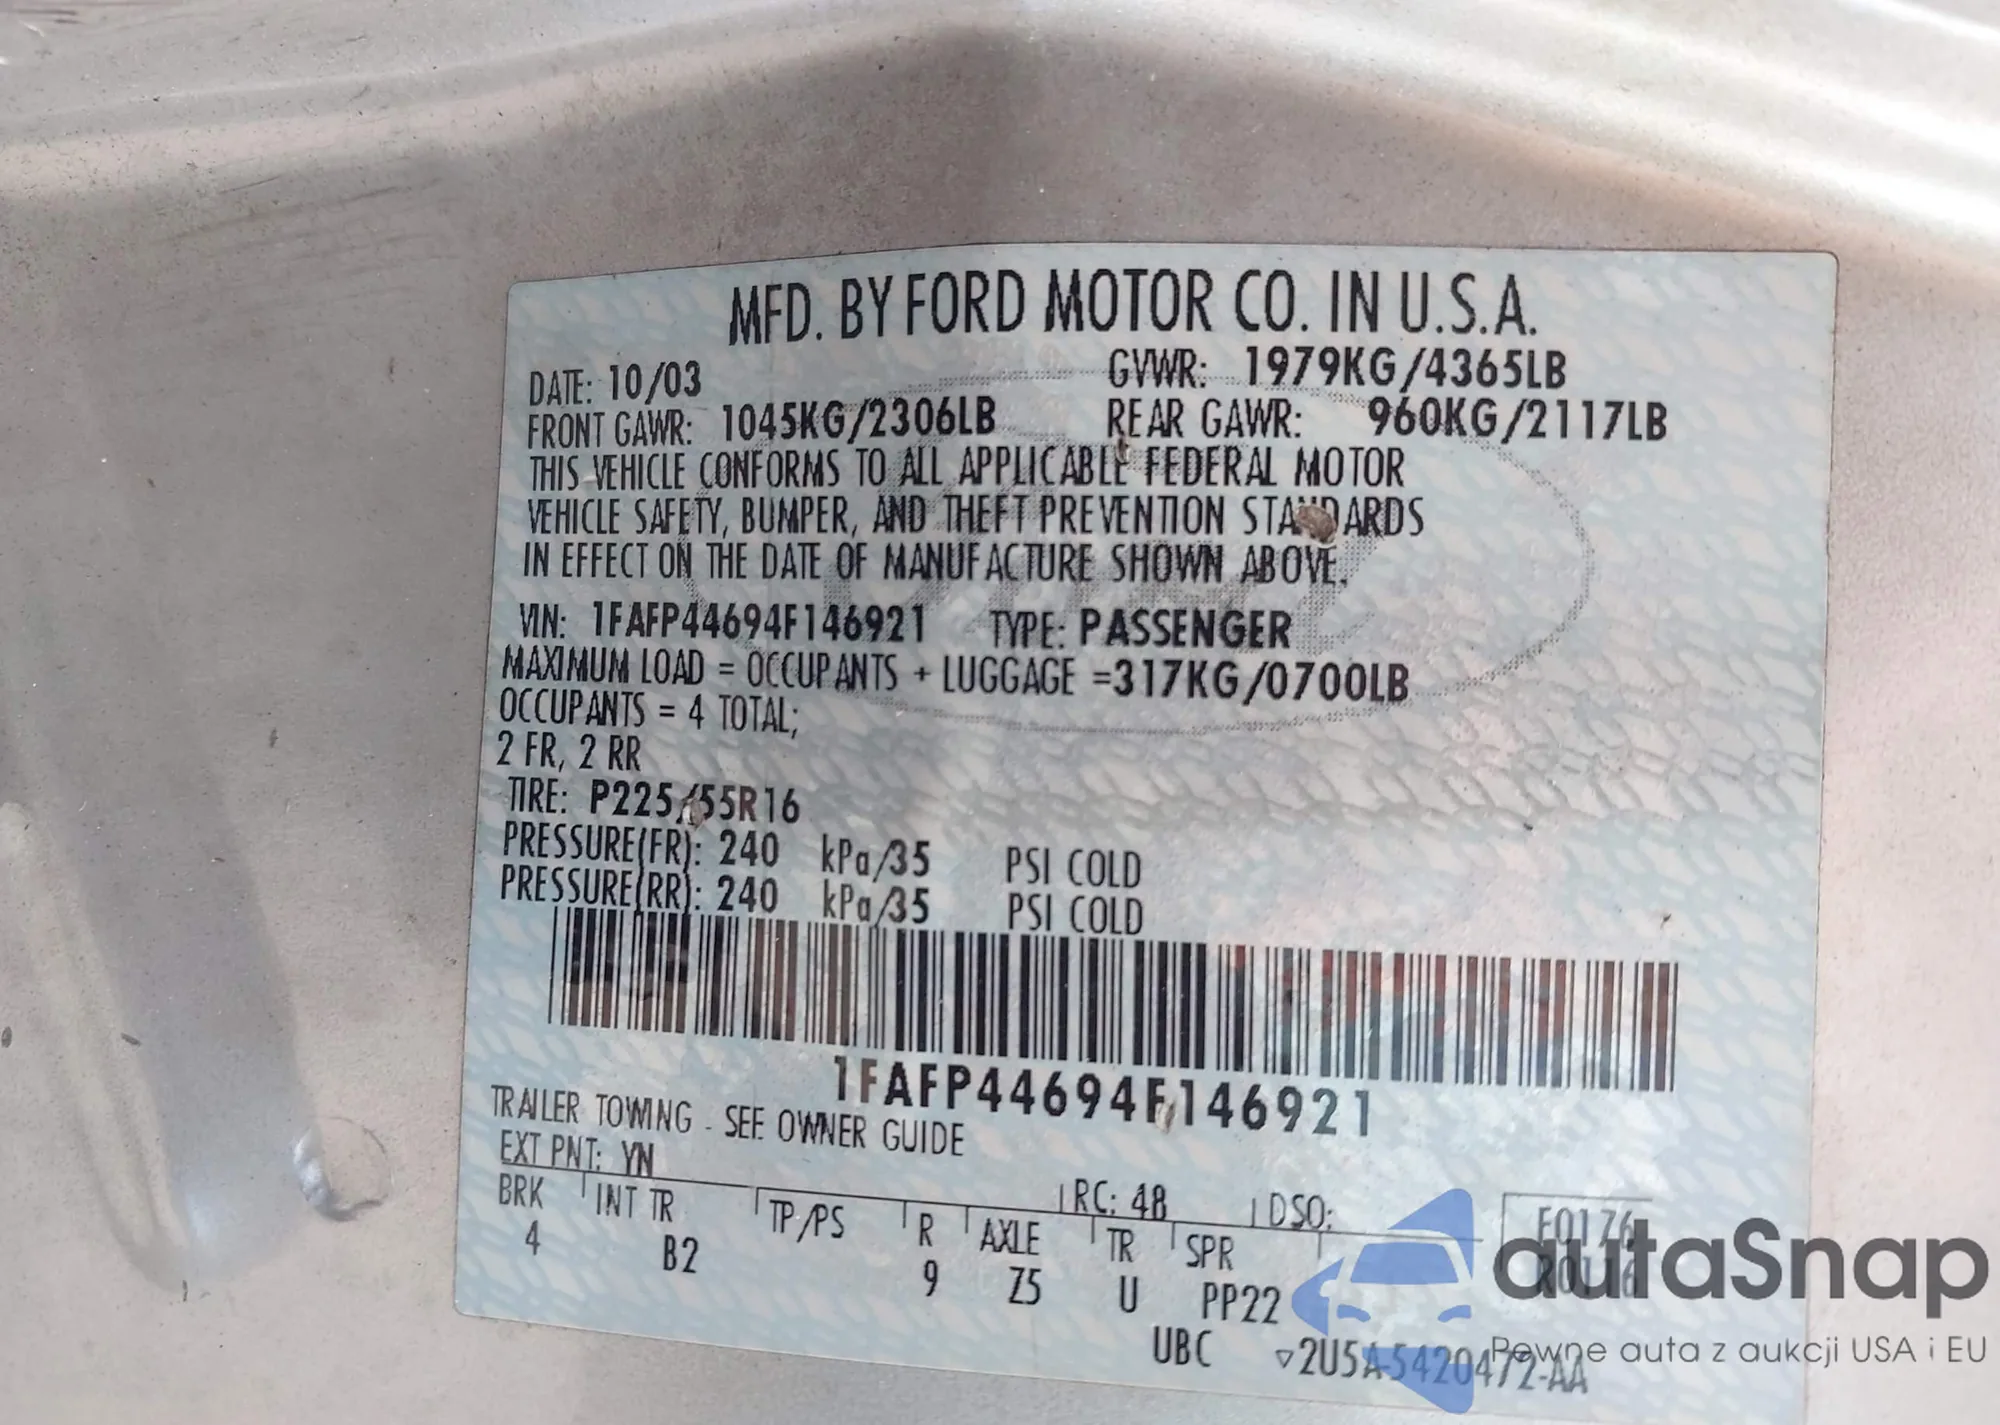 MFD. BY FORD MOTOR CO. IN U.S.A.
DATE: 10/03 GVWR: 1979KG/4365LB
FRONT GAWR: 1045KG/2306LB REAR GAWR: 960KG/2117LB
THIS VEHICLE CONFORMS TO ALL APPLICABLE FEDERAL MOTOR
VEHICLE SAFETY, BUMPER, AND THEFT PREVENTION STANDARDS
IN EFFECT ON THE DATE OF MANUFACTURE SHOWN ABOVE.
VIN: 1FAFP44694F146921 TYPE: PASSENGER
MAXIMUM LOAD = OCCUPANTS + LUGGAGE =317KG/0700LB
OCCUPANTS = 4 TOTAL;
2 FR, 2 RR
TIRE: P225/55R16
PRESSURE(FR): 240 kPa/35 PSI COLD
PRESSURE(RR): 240 kPa/35 PSI COLD
1FAFP44694F146921
TRAILER TOWING - SEE OWNER GUIDE
EXT PNT: YN RC: 48 DSO:
BRK INT TR TP/PS R AXLE TR SPR
4 B2 9 Z5 U PP22
UBC ▽2U5A-5420472-AA
F0176
autaSnap
Pewne auta z aukcji USA i EU